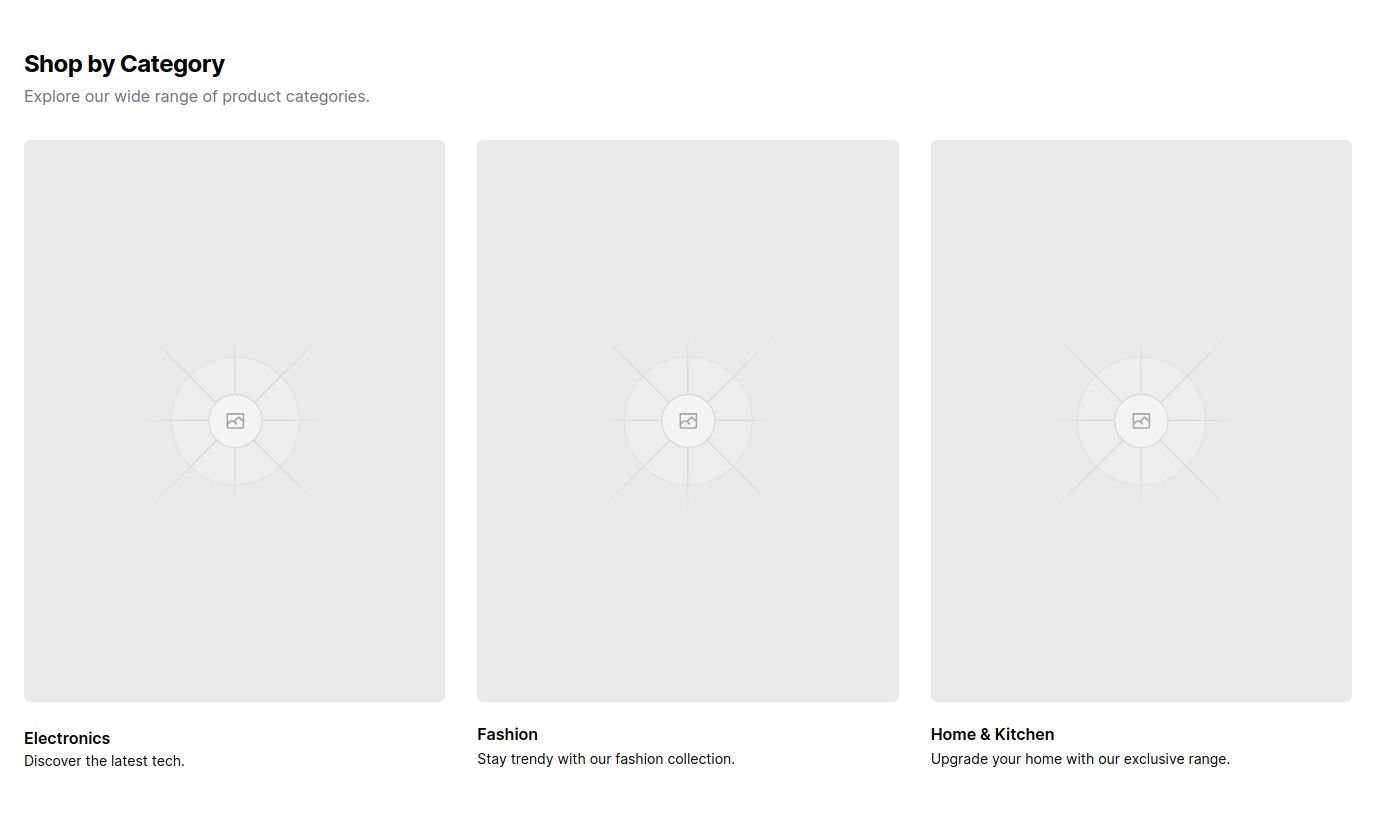 Shop by Category
Explore our wide range of product categories.
Electronics
Discover the latest tech.
Fashion
Stay trendy with our fashion collection.
Home & Kitchen
Upgrade your home with our exclusive range.